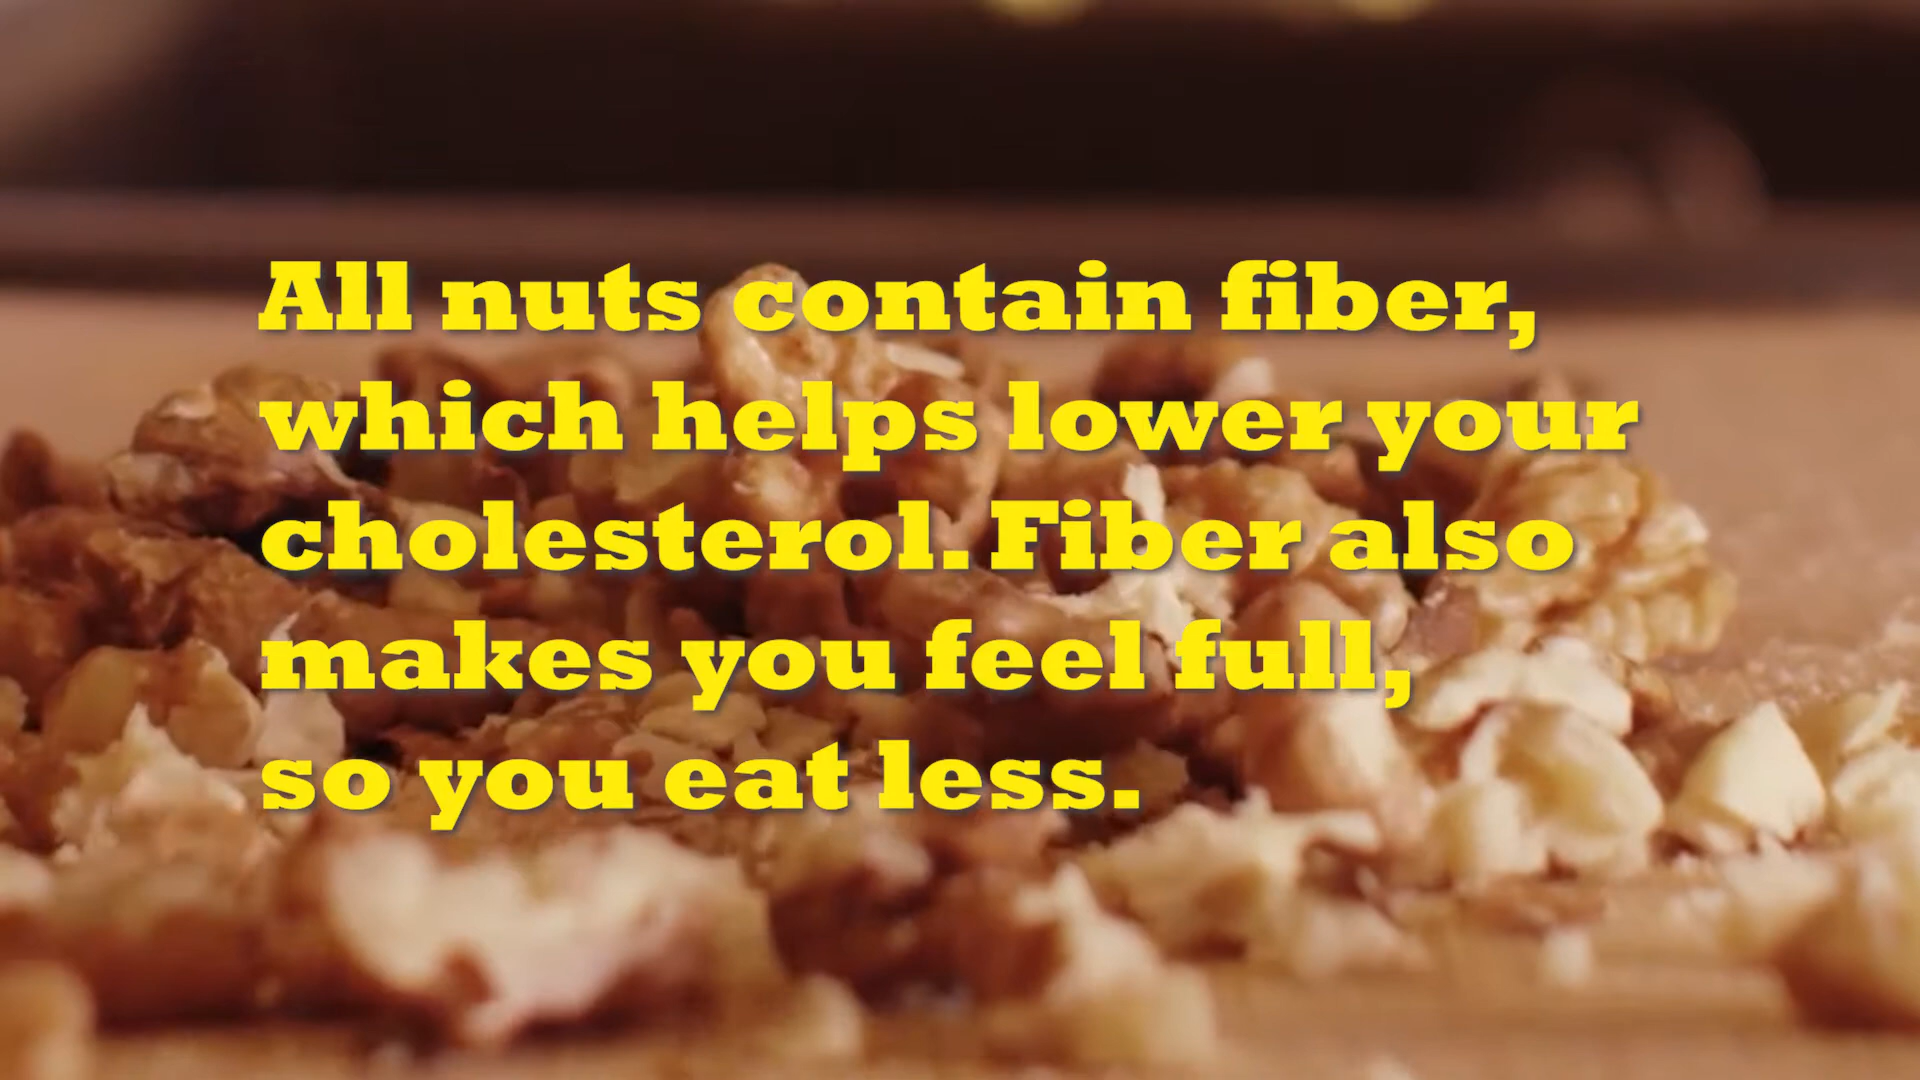 All nuts contain fiber,
which helps lower your
cholesterol. Fiber also
makes you feel full,
so you eat less.